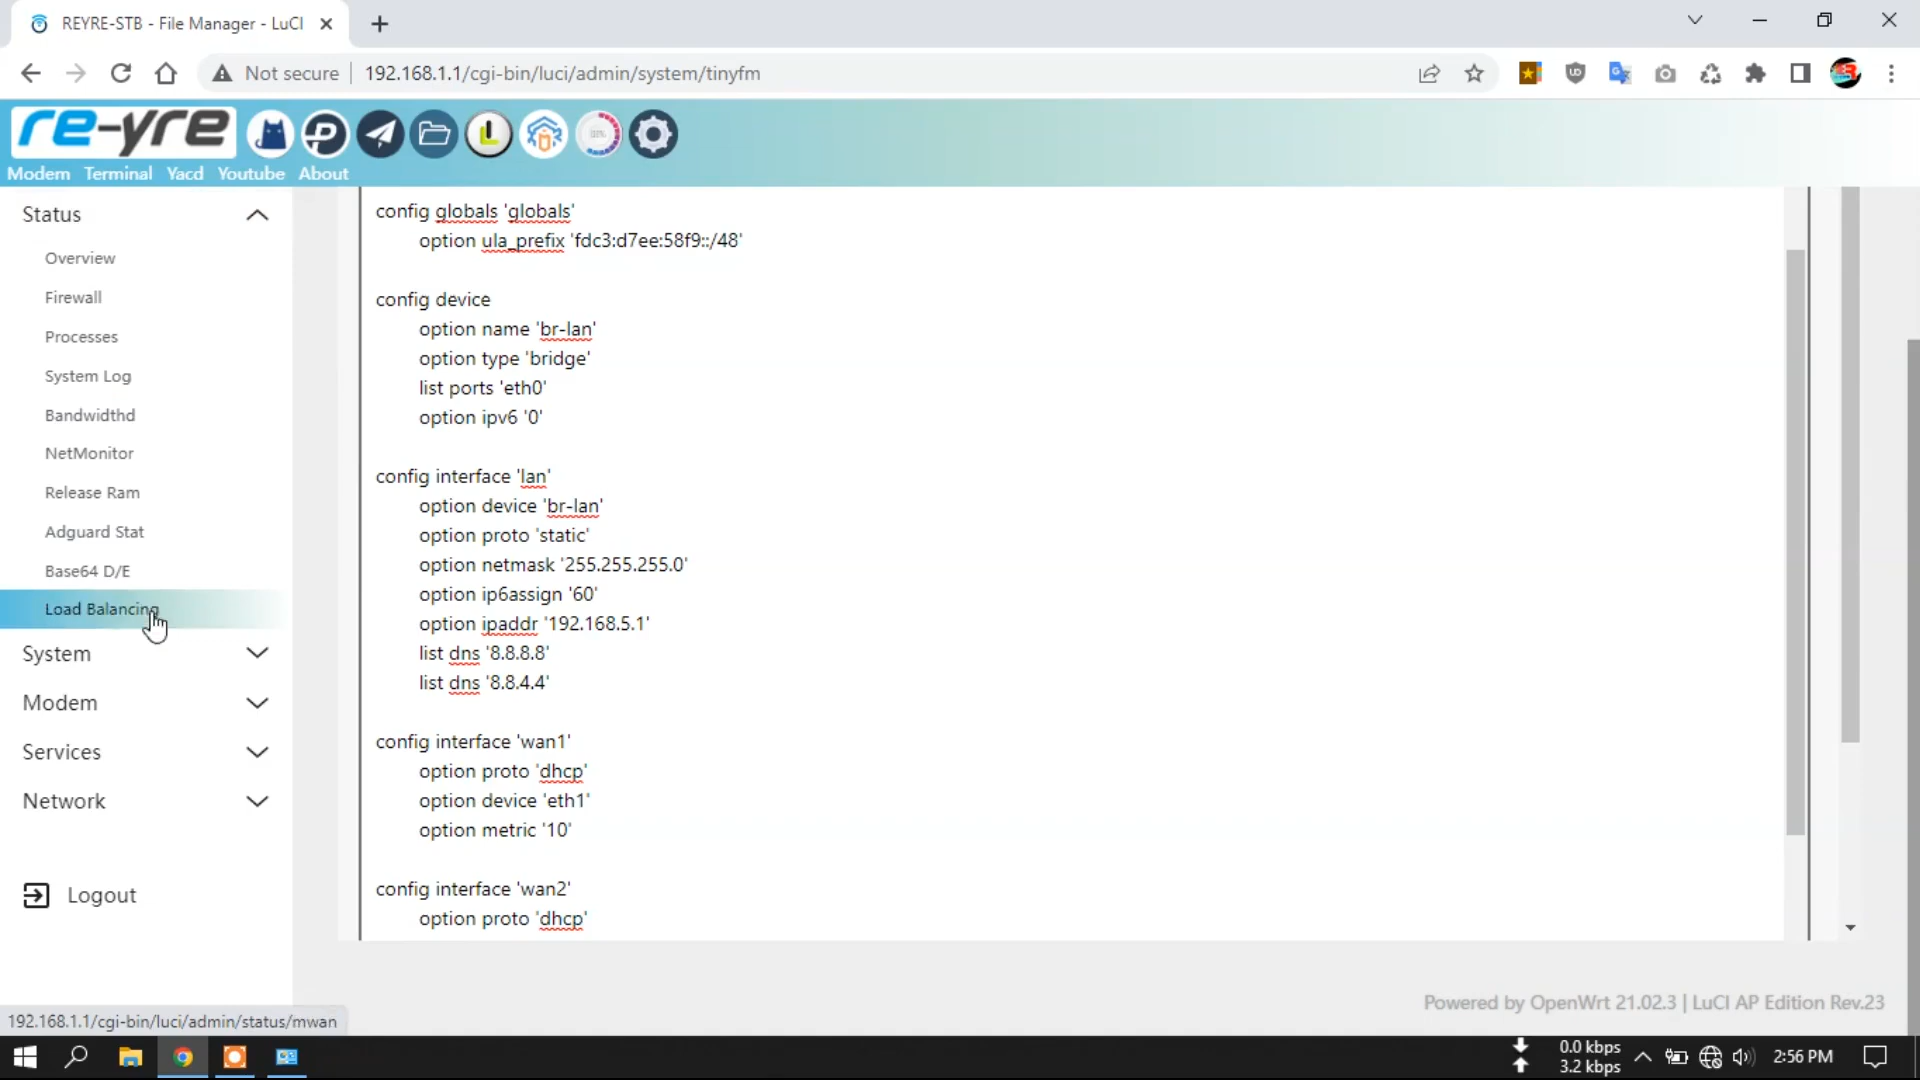 REYRE-STB - File Manager - LuCI
Not secure | 192.168.1.1/cgi-bin/luci/admin/system/tinyfm
re-yre
Modem Terminal Yacd Youtube About
Status
Overview
Firewall
Processes
System Log
Bandwidthd
NetMonitor
Release Ram
Adguard Stat
Base64 D/E
Load Balancing
System
Modem
Services
Network
Logout
config globals 'globals'
option ula_prefix 'fdc3:d7ee:58f9::/48'
config device
option name 'br-lan'
option type 'bridge'
list ports 'eth0'
option ipv6 '0'
config interface 'lan'
option device 'br-lan'
option proto 'static'
option netmask '255.255.255.0'
option ip6assign '60'
option ipaddr '192.168.5.1'
list dns '8.8.8.8'
list dns '8.8.4.4'
config interface 'wan1'
option proto 'dhcp'
option device 'eth1'
option metric '10'
config interface 'wan2'
option proto 'dhcp'
Powered by OpenWrt 21.02.3 | LuCI AP Edition Rev.23
192.168.1.1/cgi-bin/luci/admin/status/mwan
0.0 kbps
3.2 kbps
2:56 PM